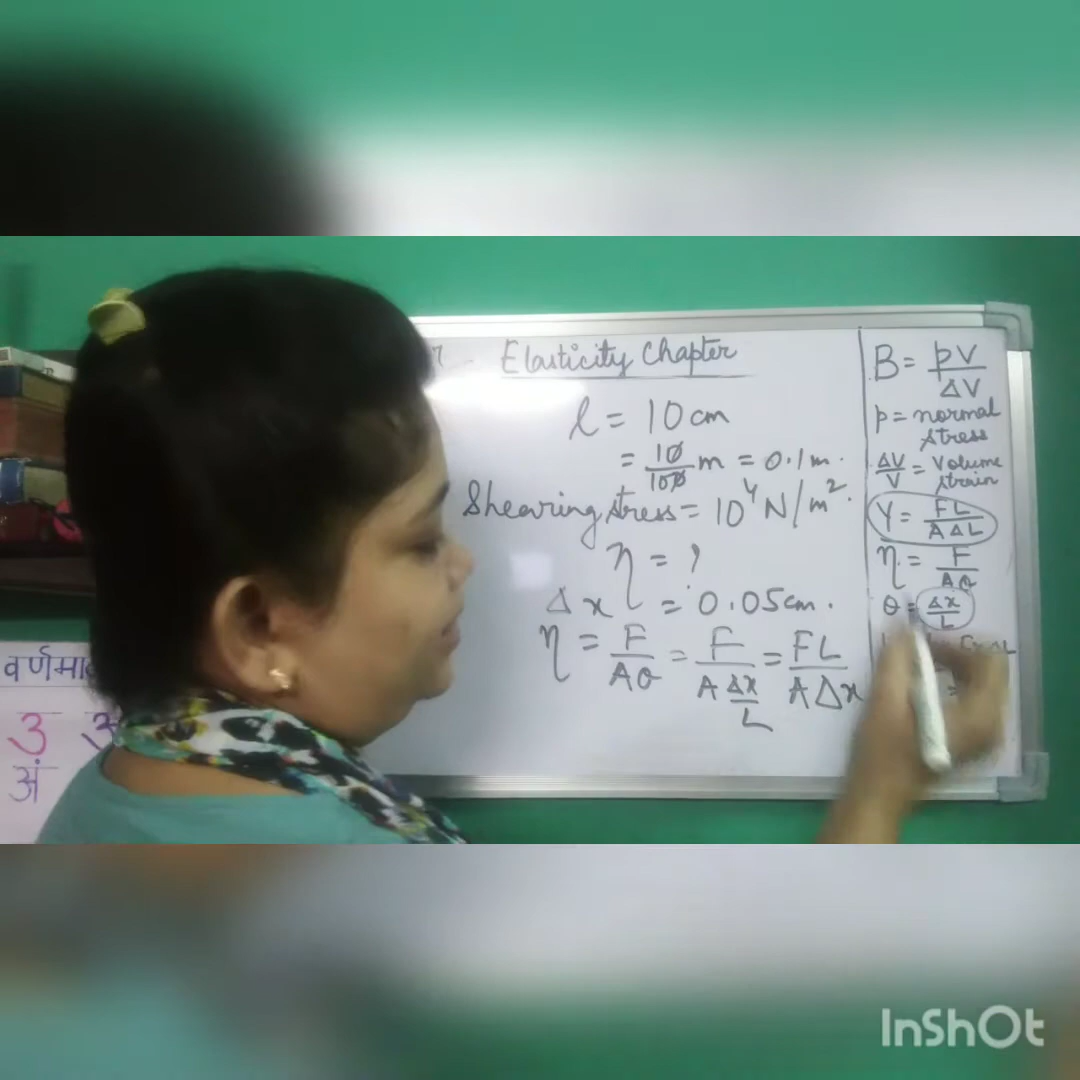 Elasticity Chapter
l = 10 cm
= 10/100 m = 0.1 m.
Shearing stress = 10⁴ N/m².
η = ?
Δx = 0.05 cm.
η = F/Aθ = F/(A Δx/L) = FL/AΔx
B = pV/ΔV
p = normal
stress
ΔV/V = Volume
strain
Y = FL/AΔL
η = F/Aθ
θ = Δx/L
वर्णमा
उ
अं
InShOt